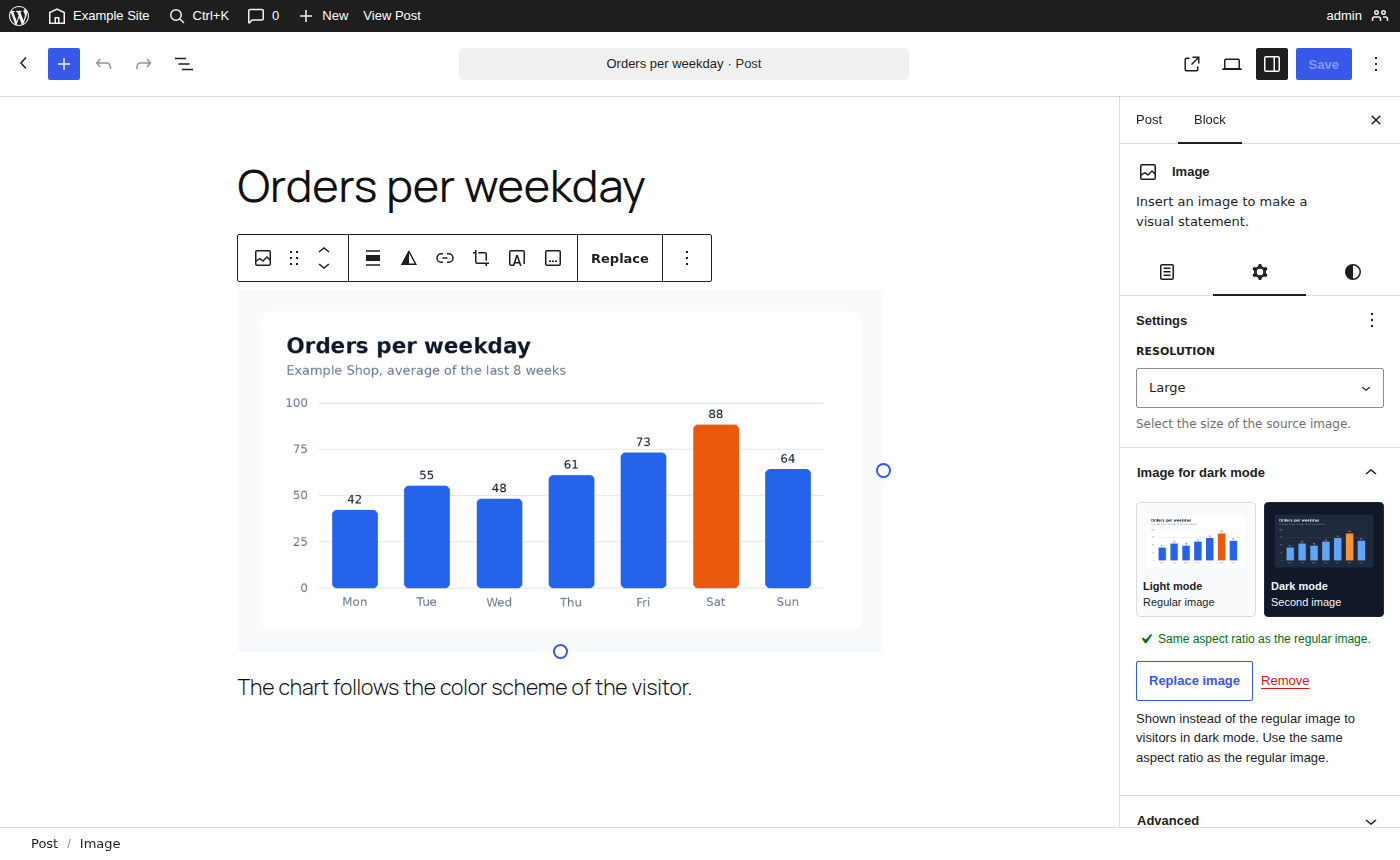 Example Site Ctrl+K 0 New View Post admin
Orders per weekday · Post
Save
Post Block
Orders per weekday
Replace
Orders per weekday
Example Shop, average of the last 8 weeks
100
75
50
25
0
42
55
48
61
73
88
64
Mon Tue Wed Thu Fri Sat Sun
The chart follows the color scheme of the visitor.
Image
Insert an image to make a
visual statement.
Settings
RESOLUTION
Large
Select the size of the source image.
Image for dark mode
Orders per weekday
Light mode
Regular image
Orders per weekday
Dark mode
Second image
Same aspect ratio as the regular image.
Replace image Remove
Shown instead of the regular image to
visitors in dark mode. Use the same
aspect ratio as the regular image.
Advanced
Post / Image